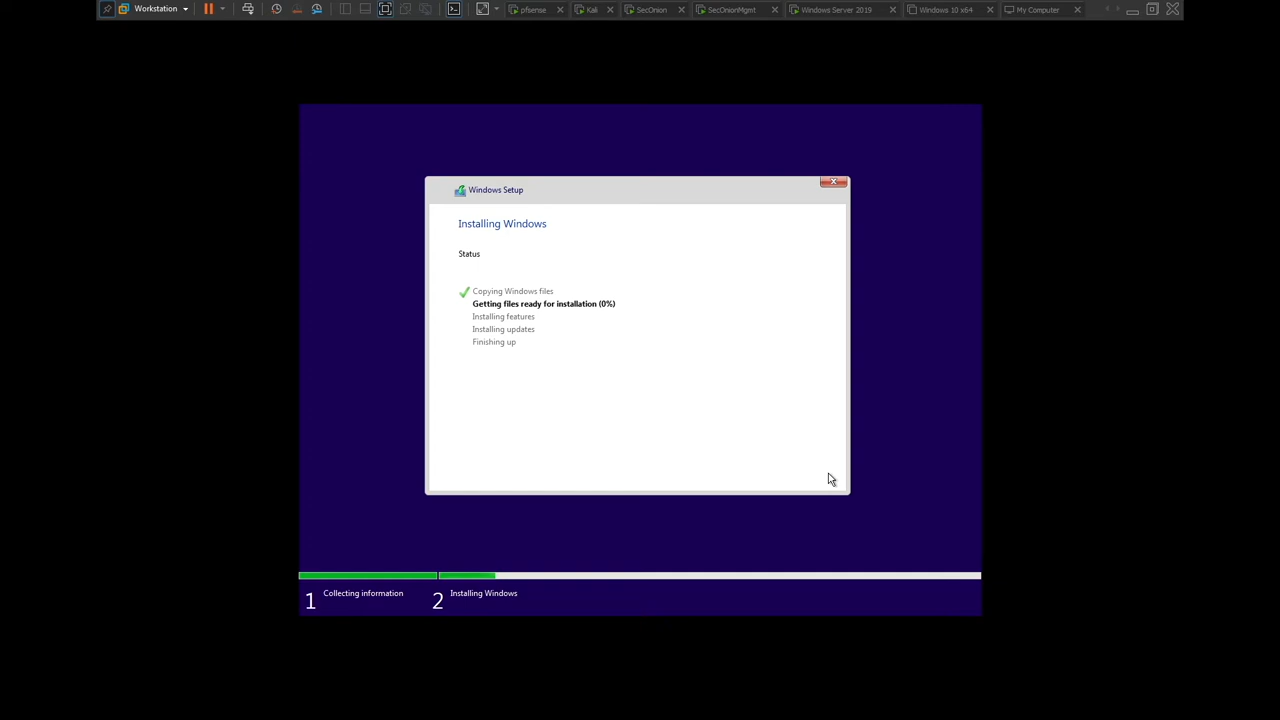 Workstation
pfsense
Kali
SecOnion
SecOnionMgmt
Windows Server 2019
Windows 10 x64
My Computer
Windows Setup
Installing Windows
Status
Copying Windows files
Getting files ready for installation (0%)
Installing features
Installing updates
Finishing up
1 Collecting information
2 Installing Windows